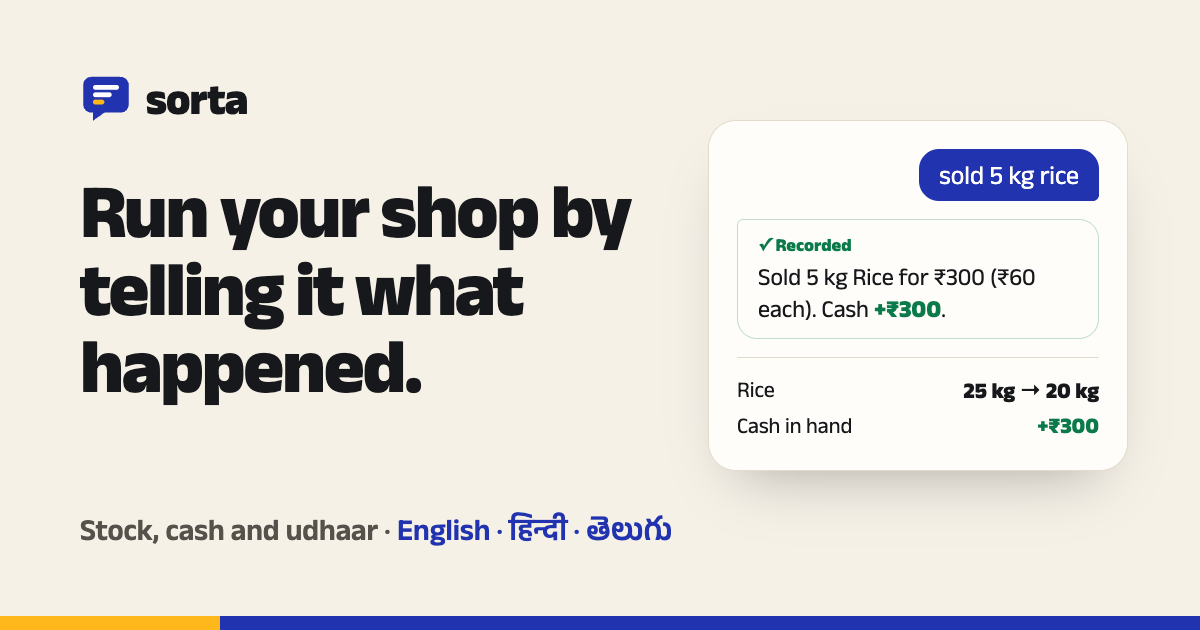 sorta
Run your shop by
telling it what
happened.
Stock, cash and udhaar · English · हिन्दी · తెలుగు
sold 5 kg rice
✓ Recorded
Sold 5 kg Rice for ₹300 (₹60
each). Cash +₹300.
Rice 25 kg → 20 kg
Cash in hand +₹300